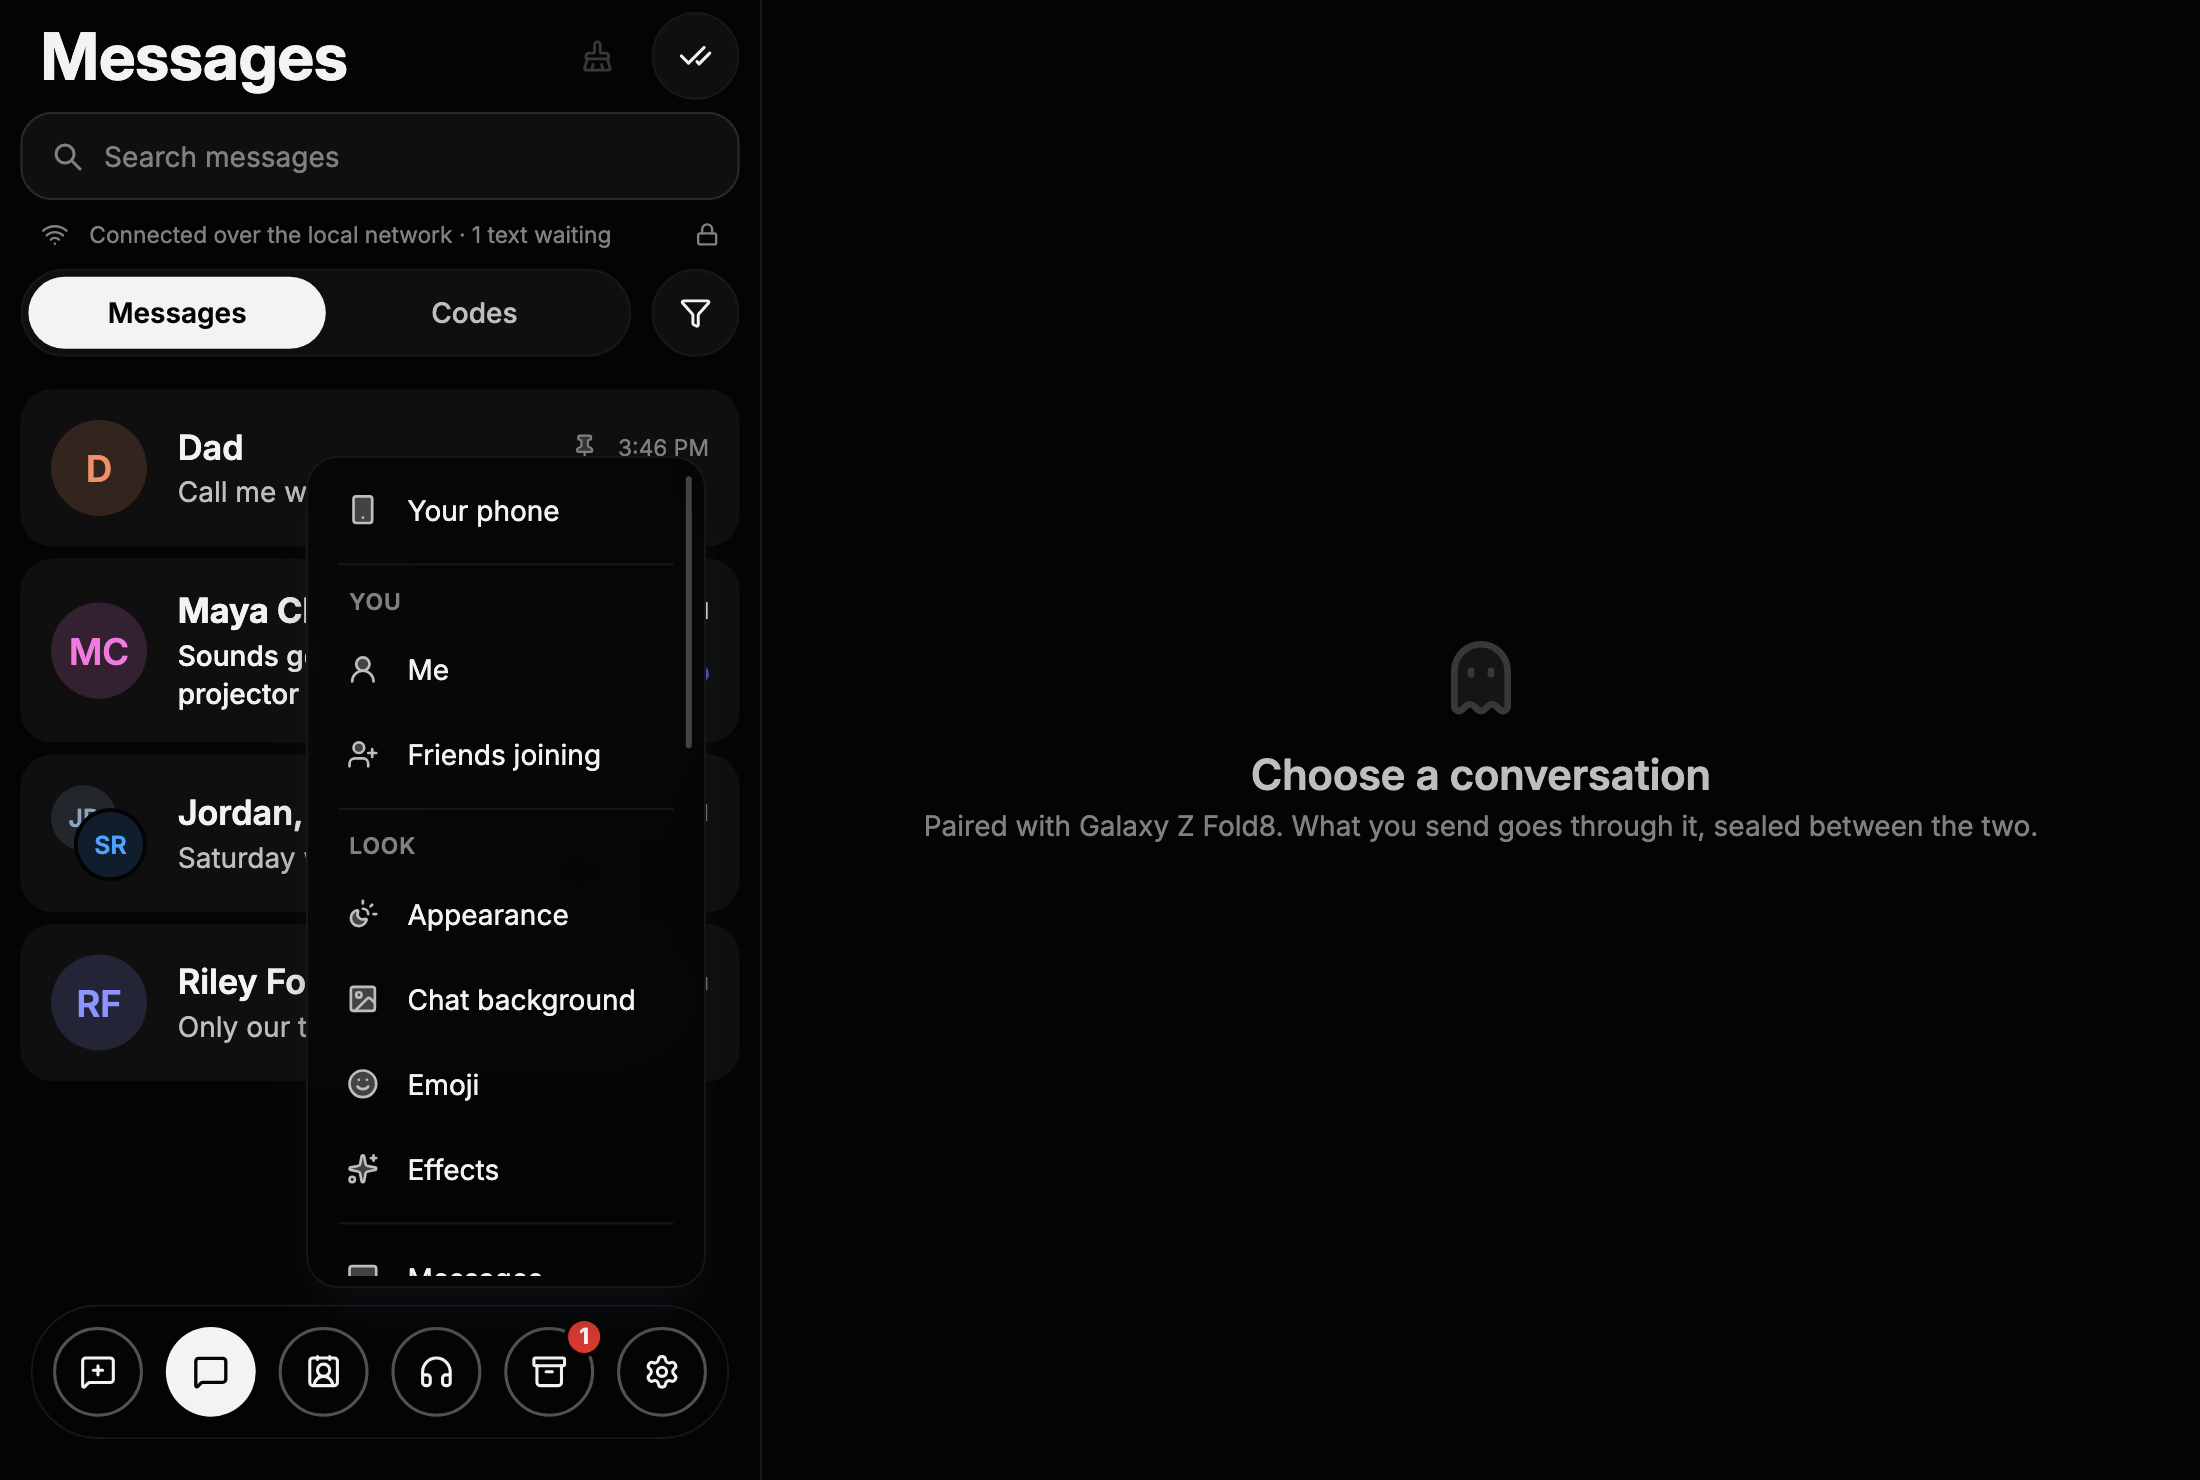 Messages
Search messages
Connected over the local network · 1 text waiting
Messages
Codes
D
Dad
3:46 PM
Call me
MC
Maya
Sounds
projector
SR
Jordan,
Saturday
RF
Riley
Only our
Your phone
YOU
Me
Friends joining
LOOK
Appearance
Chat background
Emoji
Effects
Messages
1
Choose a conversation
Paired with Galaxy Z Fold8. What you send goes through it, sealed between the two.